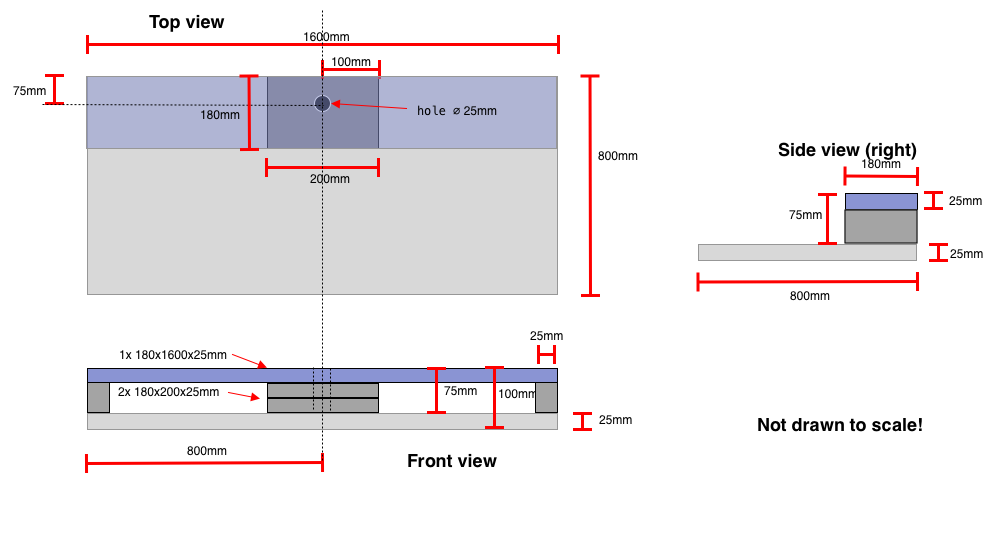 Top view
1600mm
100mm
75mm
180mm
hole ⌀ 25mm
200mm
800mm
Side view (right)
180mm
75mm
25mm
25mm
800mm
25mm
1x 180x1600x25mm
2x 180x200x25mm
75mm
100mm
25mm
800mm
Front view
Not drawn to scale!